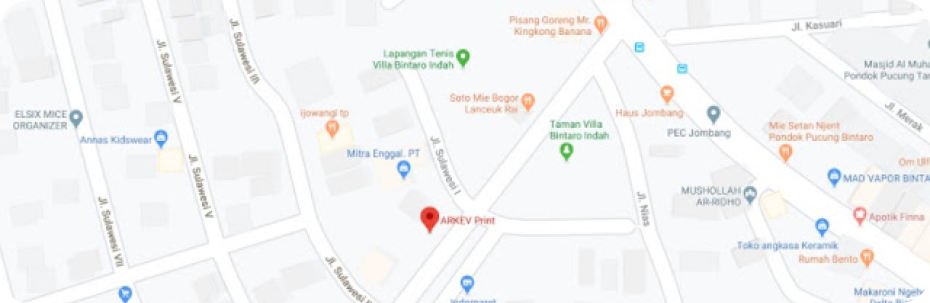 Pisang Goreng Mr.
Kingkong Banana
Jl. Kasuari
Jl. Sulawesi III
Jl. Sulawesi V
Lapangan Tenis
Villa Bintaro Indah
Masjid Al Muha
Pondok Pucung Tan
Soto Mie Bogor
Lanceuk Rai
Haus Jombang
Jl. Merak
ELSIX MICE
ORGANIZER
ijowangi tp
Annas Kidswear
Taman Villa
Bintaro Indah
PEC Jombang
Mie Setan Njent
Pondok Pucung Bintaro
Mitra Enggal. PT
Jl. Sulawesi I
Jl. Sulawesi V
Om Ulf
MAD VAPOR BINTA
MUSHOLLAH
AR-RIDHO
Jl. Nias
Jl. Sulawesi VII
ARKEV Print
Apotik Finna
Toko angkasa Keramik
Rumah Bento
Jl. Sulawesi
Indomaret
Makaroni Ngeh